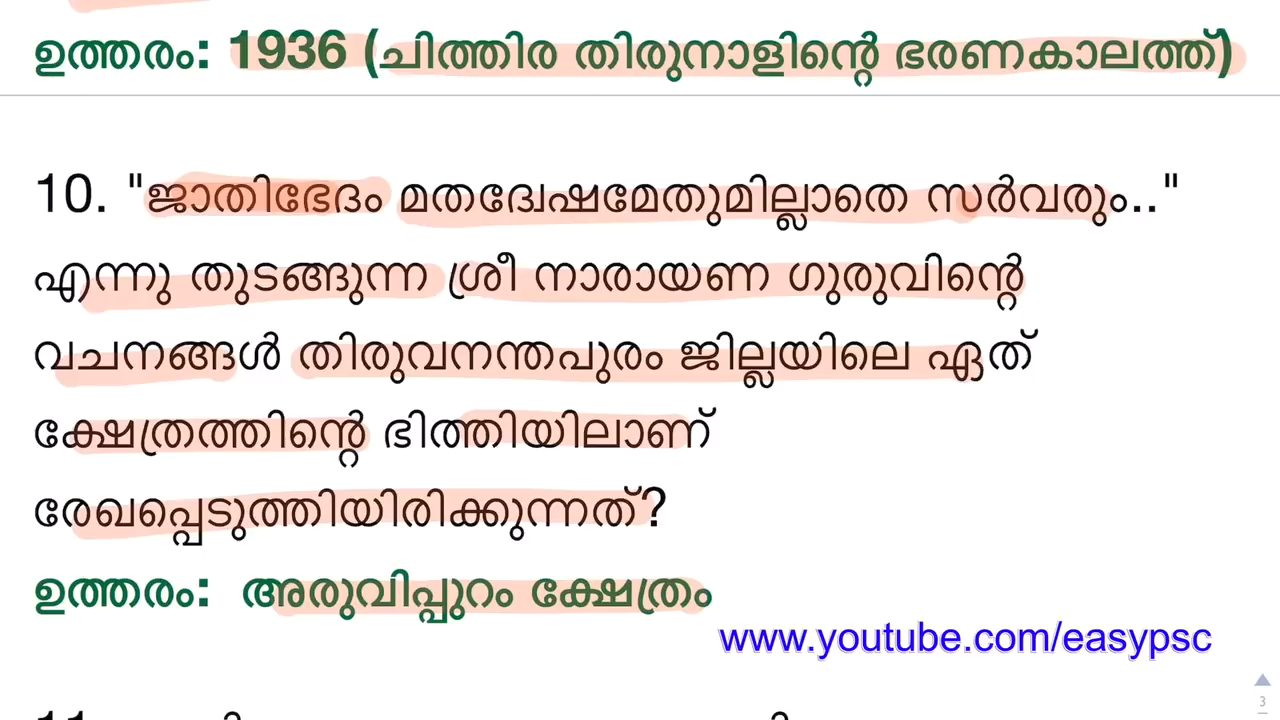 ഉത്തരം: 1936 (ചിത്തിര തിരുനാളിന്റെ ഭരണകാലത്ത്)
10. "ജാതിഭേദം മതദ്വേഷമേതുമില്ലാതെ സർവരും.."
എന്നു തുടങ്ങുന്ന ശ്രീ നാരായണ ഗുരുവിന്റെ
വചനങ്ങൾ തിരുവനന്തപുരം ജില്ലയിലെ ഏത്
ക്ഷേത്രത്തിന്റെ ഭിത്തിയിലാണ്
രേഖപ്പെടുത്തിയിരിക്കുന്നത്?
ഉത്തരം: അരുവിപ്പുറം ക്ഷേത്രം
www.youtube.com/easypsc
3